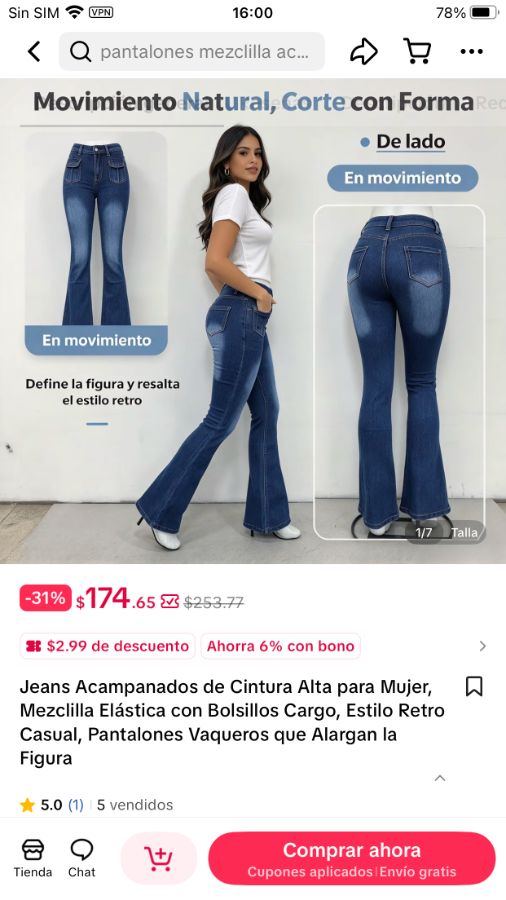 Sin SIM VPN 16:00 78%
pantalones mezclilla ac...
Movimiento Natural, Corte con Forma
De lado
En movimiento
En movimiento
Define la figura y resalta
el estilo retro
1/7 Talla
-31% $174.65 $253.77
$2.99 de descuento Ahorra 6% con bono
Jeans Acampanados de Cintura Alta para Mujer,
Mezclilla Elástica con Bolsillos Cargo, Estilo Retro
Casual, Pantalones Vaqueros que Alargan la
Figura
5.0 (1) 5 vendidos
Tienda Chat
Comprar ahora
Cupones aplicados Envío gratis